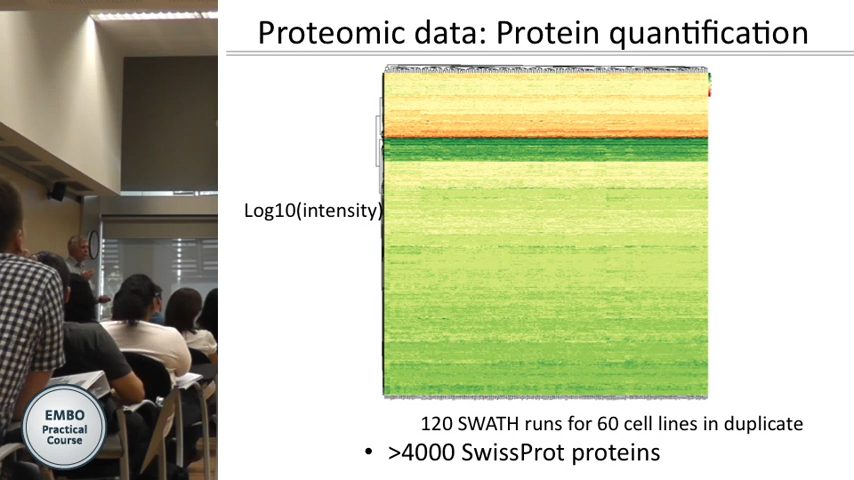 Proteomic data: Protein quantification
Log10(intensity)
120 SWATH runs for 60 cell lines in duplicate
• >4000 SwissProt proteins
EMBO
Practical
Course